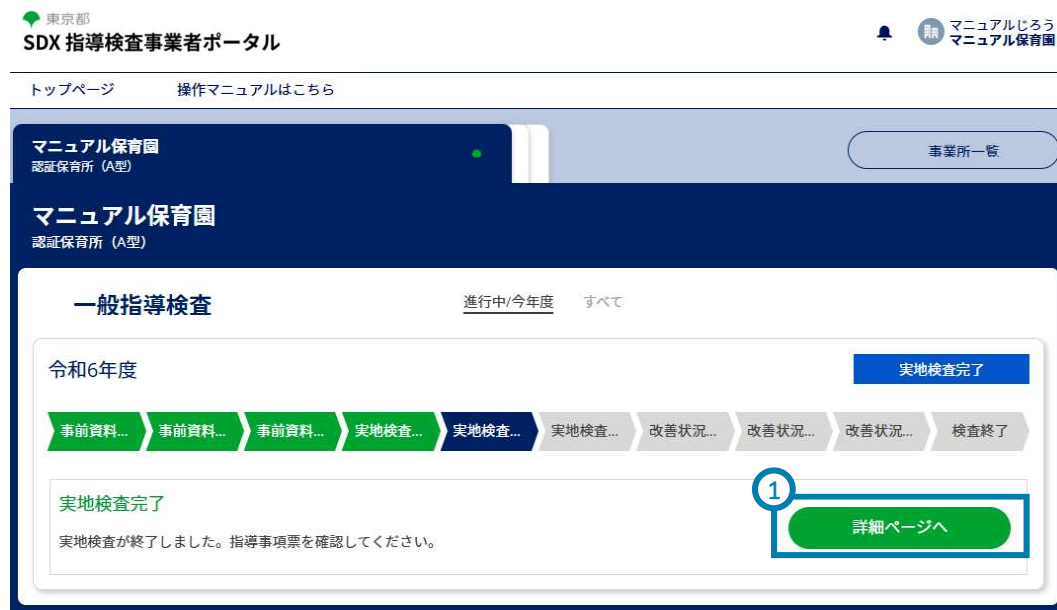 東京都
SDX 指導検査事業者ポータル
マニュアルじろう
マニュアル保育園
トップページ 操作マニュアルはこちら
マニュアル保育園
認証保育所（A型）
事業所一覧
マニュアル保育園
認証保育所（A型）
一般指導検査 進行中/今年度 すべて
令和6年度 実地検査完了
事前資料... 事前資料... 事前資料... 実地検査... 実地検査... 実地検査... 改善状況... 改善状況... 改善状況... 検査終了
実地検査完了
1
詳細ページへ
実地検査が終了しました。指導事項票を確認してください。